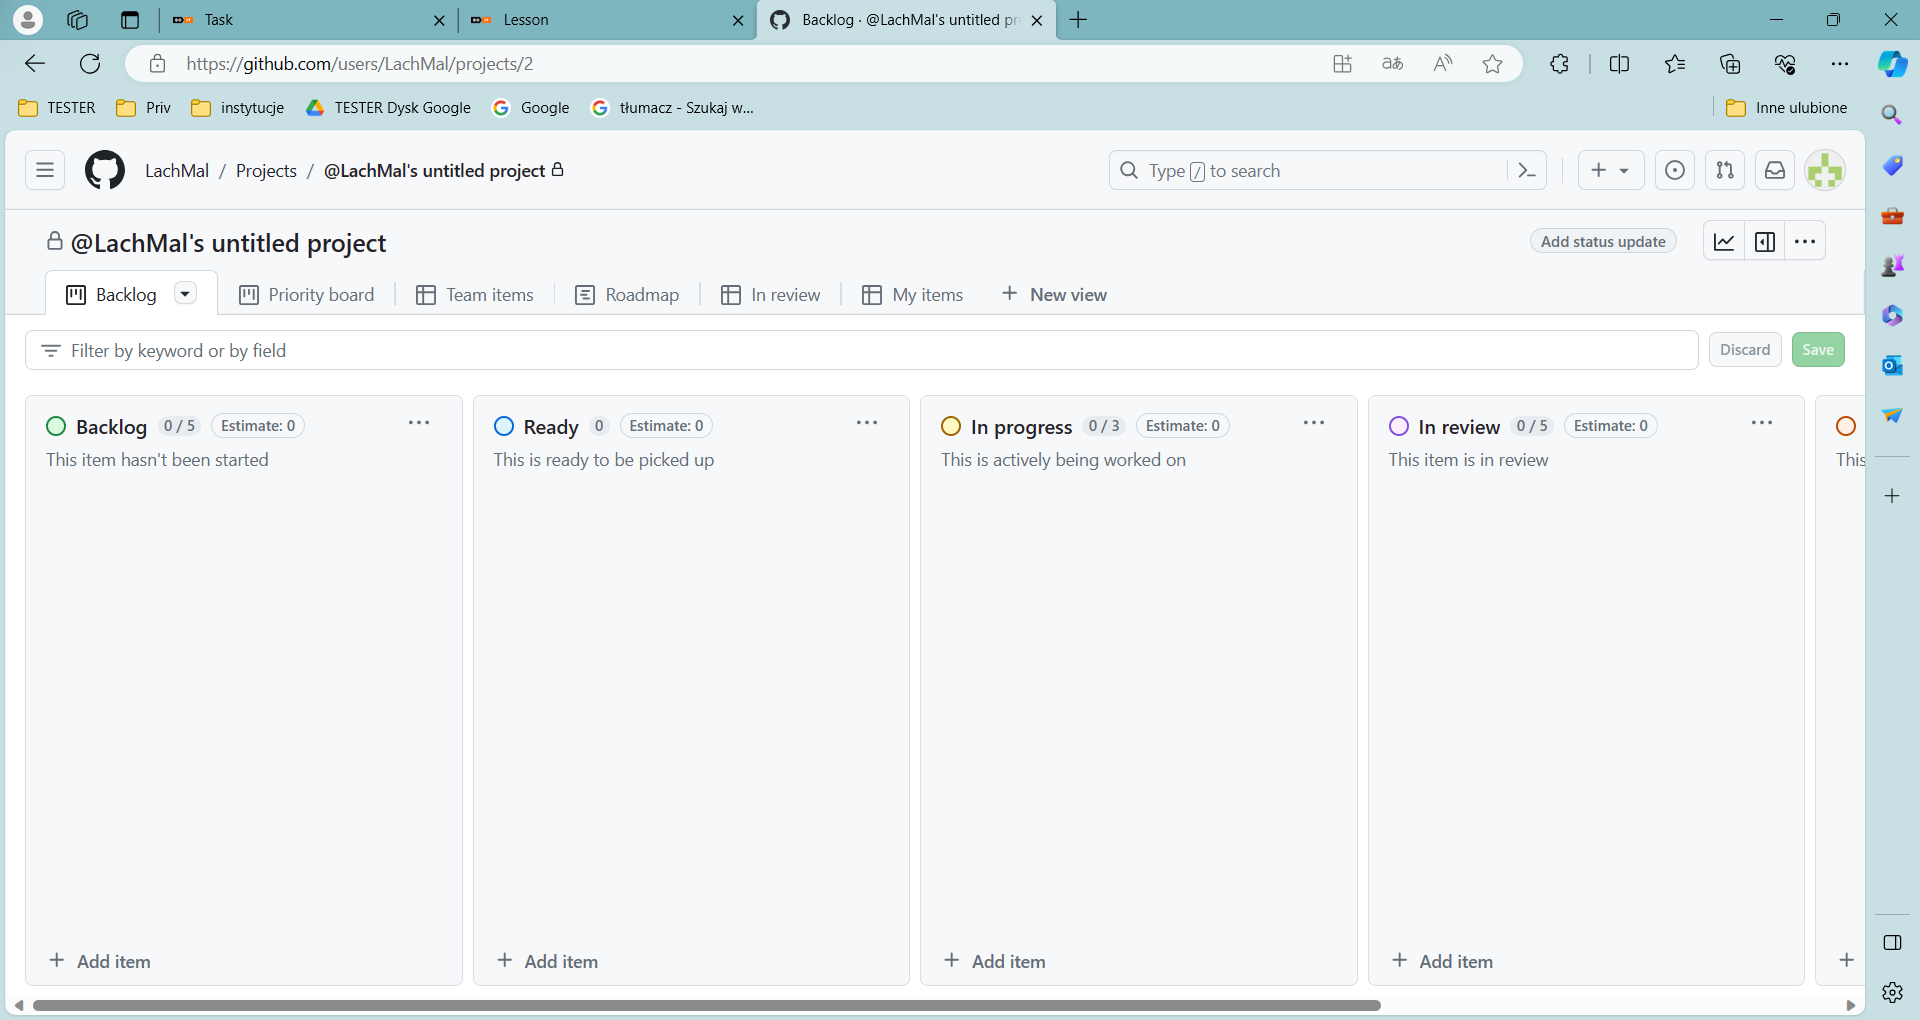 Task
Lesson
Backlog · @LachMal's untitled pr
https://github.com/users/LachMal/projects/2
TESTER
Priv
instytucje
TESTER Dysk Google
Google
tłumacz - Szukaj w...
Inne ulubione
LachMal / Projects / @LachMal's untitled project
Type / to search
@LachMal's untitled project
Add status update
Backlog
Priority board
Team items
Roadmap
In review
My items
New view
Filter by keyword or by field
Discard
Save
Backlog 0 / 5 Estimate: 0
This item hasn't been started
Ready 0 Estimate: 0
This is ready to be picked up
In progress 0 / 3 Estimate: 0
This is actively being worked on
In review 0 / 5 Estimate: 0
This item is in review
This
Add item
Add item
Add item
Add item